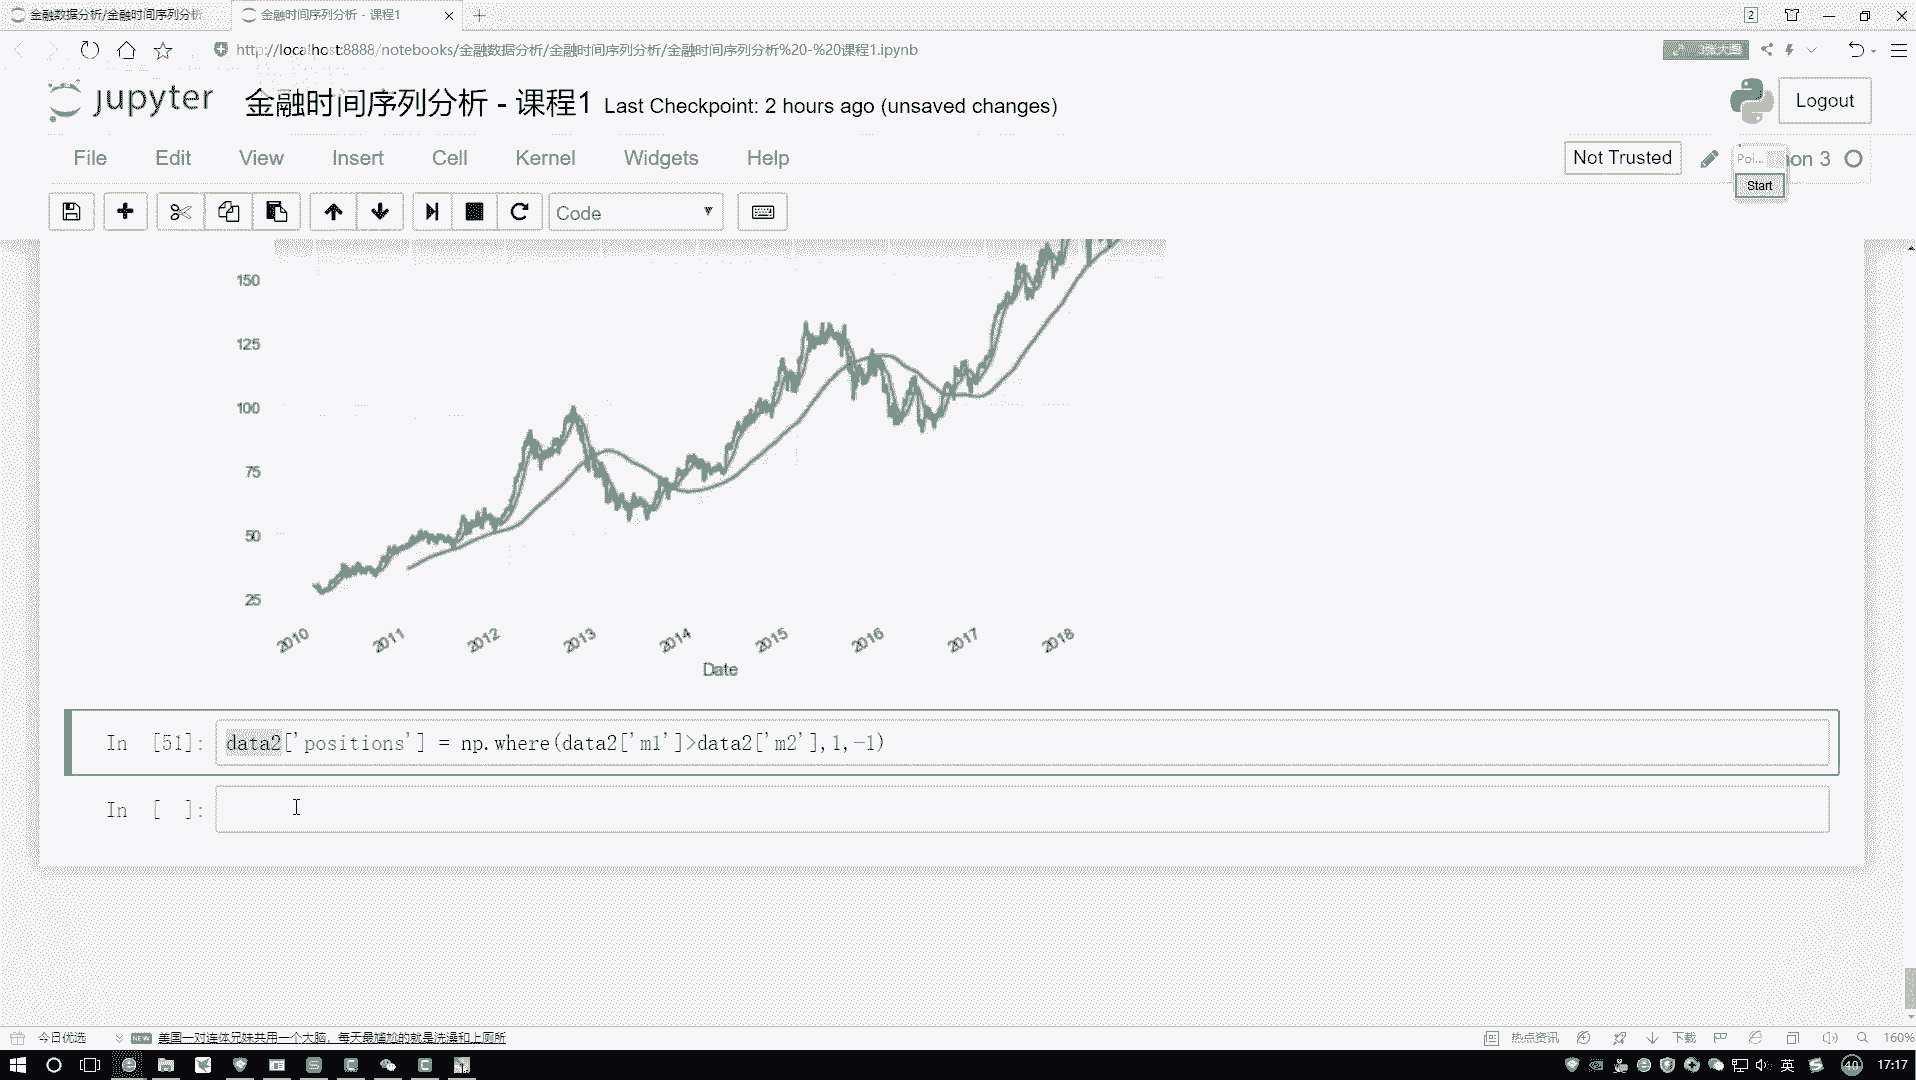 金融数据分析/金融时间序列分析
金融时间序列分析 - 课程1
2
http://localhost:8888/notebooks/金融数据分析/金融时间序列分析/金融时间序列分析%20-%20课程1.ipynb
3张大图
jupyter
金融时间序列分析 - 课程1 Last Checkpoint: 2 hours ago (unsaved changes)
Logout
File Edit View Insert Cell Kernel Widgets Help
Not Trusted
Poi...
on 3
Start
Code
150
125
100
75
50
25
2010 2011 2012 2013 2014 2015 2016 2017 2018
Date
In [51]: data2['positions'] = np.where(data2['m1']>data2['m2'],1,-1)
In [ ]:
今日优选
NEW
美国一对连体兄妹共用一个大脑，每天最尴尬的就是洗澡和上厕所
热点资讯
下载
160%
英
40
17:17